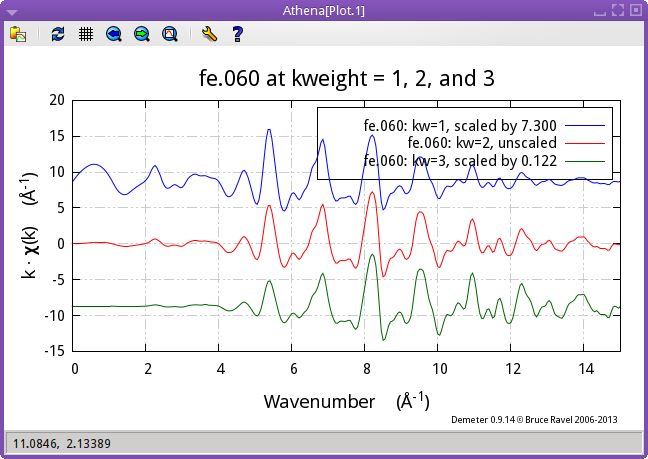 Athena[Plot.1]
fe.060 at kweight = 1, 2, and 3
fe.060: kw=1, scaled by 7.300
fe.060: kw=2, unscaled
fe.060: kw=3, scaled by 0.122
20
15
10
5
0
-5
-10
-15
k · χ(k) (Å⁻¹)
0 2 4 6 8 10 12 14
Wavenumber (Å⁻¹)
Demeter 0.9.14 © Bruce Ravel 2006-2013
11.0846, 2.13389